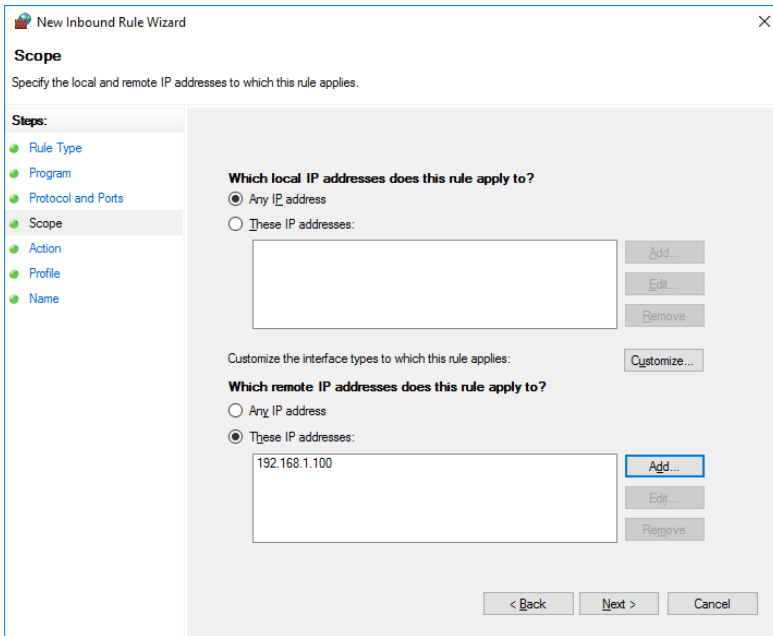 New Inbound Rule Wizard
Scope
Specify the local and remote IP addresses to which this rule applies.
Steps:
Rule Type
Program
Protocol and Ports
Scope
Action
Profile
Name
Which local IP addresses does this rule apply to?
Any IP address
These IP addresses:
Add...
Edit...
Remove
Customize the interface types to which this rule applies:
Customize...
Which remote IP addresses does this rule apply to?
Any IP address
These IP addresses:
192.168.1.100
Add...
Edit...
Remove
< Back
Next >
Cancel